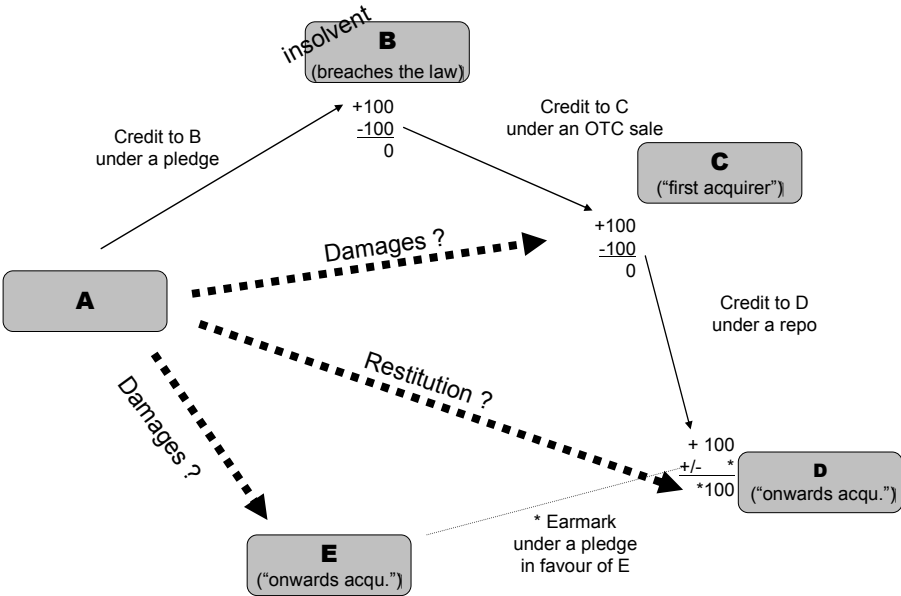 insolvent
B
(breaches the law)
+100
-100
0
Credit to B
under a pledge
Credit to C
under an OTC sale
C
("first acquirer")
+100
-100
0
Damages ?
A
Credit to D
under a repo
Restitution ?
Damages ?
+ 100
+/- *
*100
D
("onwards acqu.")
* Earmark
under a pledge
in favour of E
E
("onwards acqu.")